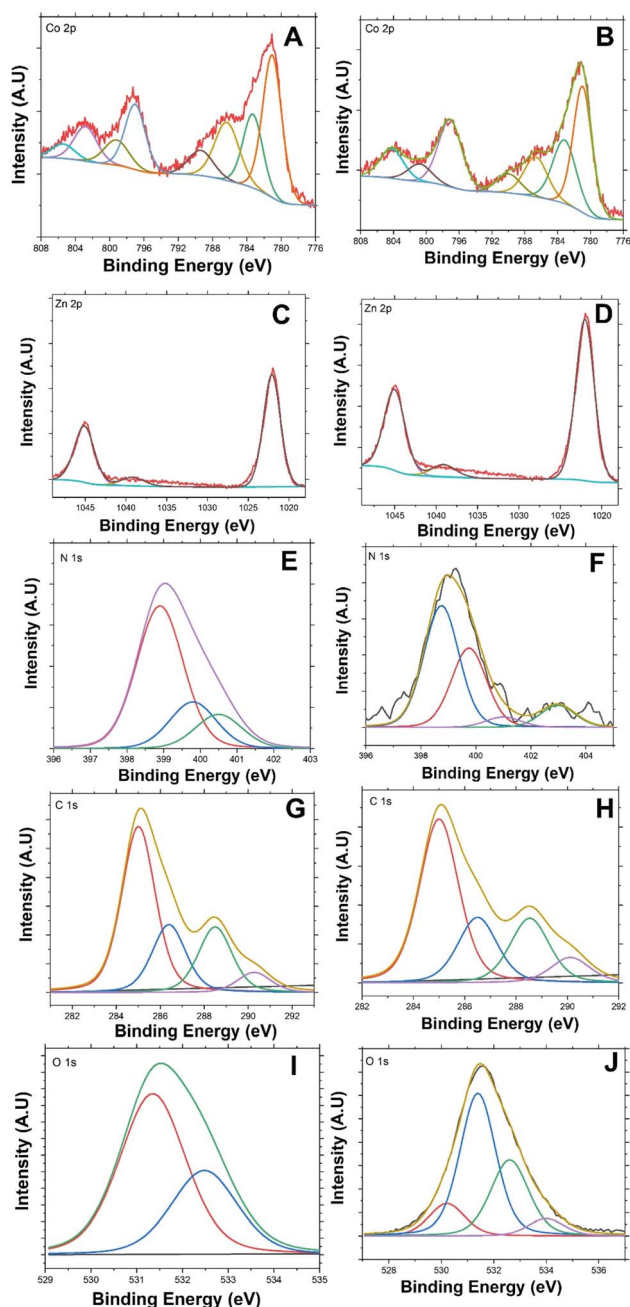 Co 2p
A
Intensity (A.U)
808 804 800 796 792 788 784 780 776
Binding Energy (eV)
Co 2p
B
Intensity (A.U)
808 804 800 796 792 788 784 780 776
Binding Energy (eV)
Zn 2p
C
Intensity (A.U)
1045 1040 1035 1030 1025 1020
Binding Energy (eV)
Zn 2p
D
Intensity (A.U)
1045 1040 1035 1030 1025 1020
Binding Energy (eV)
N 1s
E
Intensity (A.U)
396 397 398 399 400 401 402 403
Binding Energy (eV)
N 1s
F
Intensity (A.U)
396 398 400 402 404
Binding Energy (eV)
C 1s
G
Intensity (A.U)
282 284 286 288 290 292
Binding Energy (eV)
C 1s
H
Intensity (A.U)
282 284 286 288 290 292
Binding Energy (eV)
O 1s
I
Intensity (A.U)
529 530 531 532 533 534 535
Binding Energy (eV)
O 1s
J
Intensity (A.U)
528 530 532 534 536
Binding Energy (eV)